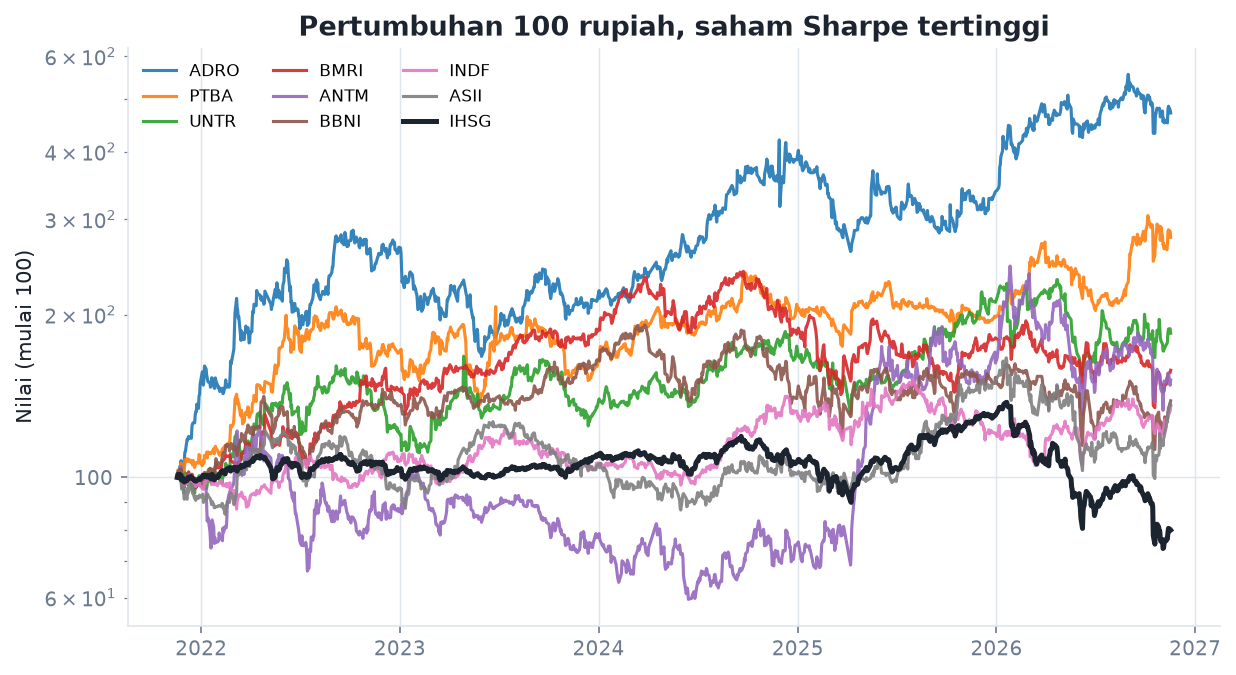 Pertumbuhan 100 rupiah, saham Sharpe tertinggi
ADRO BMRI INDF
PTBA ANTM ASII
UNTR BBNI IHSG
Nilai (mulai 100)
6 × 10²
4 × 10²
3 × 10²
2 × 10²
100
6 × 10¹
2022 2023 2024 2025 2026 2027